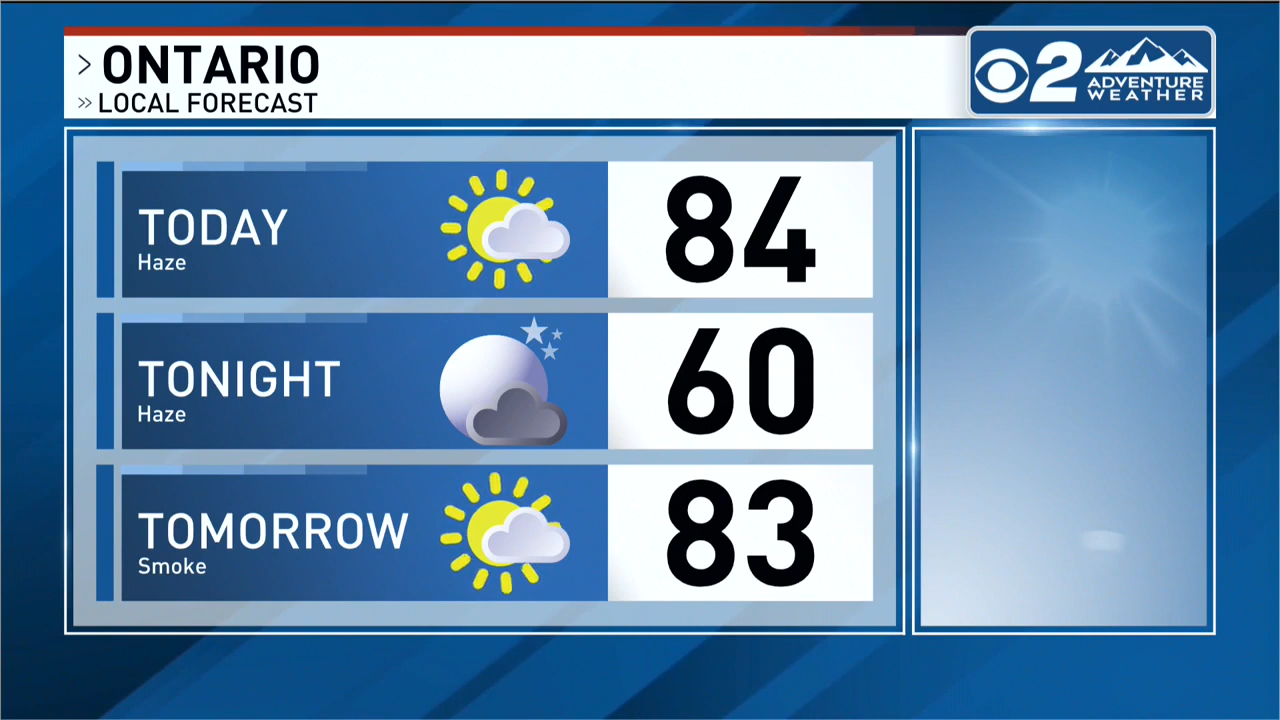 > ONTARIO
» LOCAL FORECAST
2 ADVENTURE
WEATHER
TODAY
Haze
84
TONIGHT
Haze
60
TOMORROW
Smoke
83